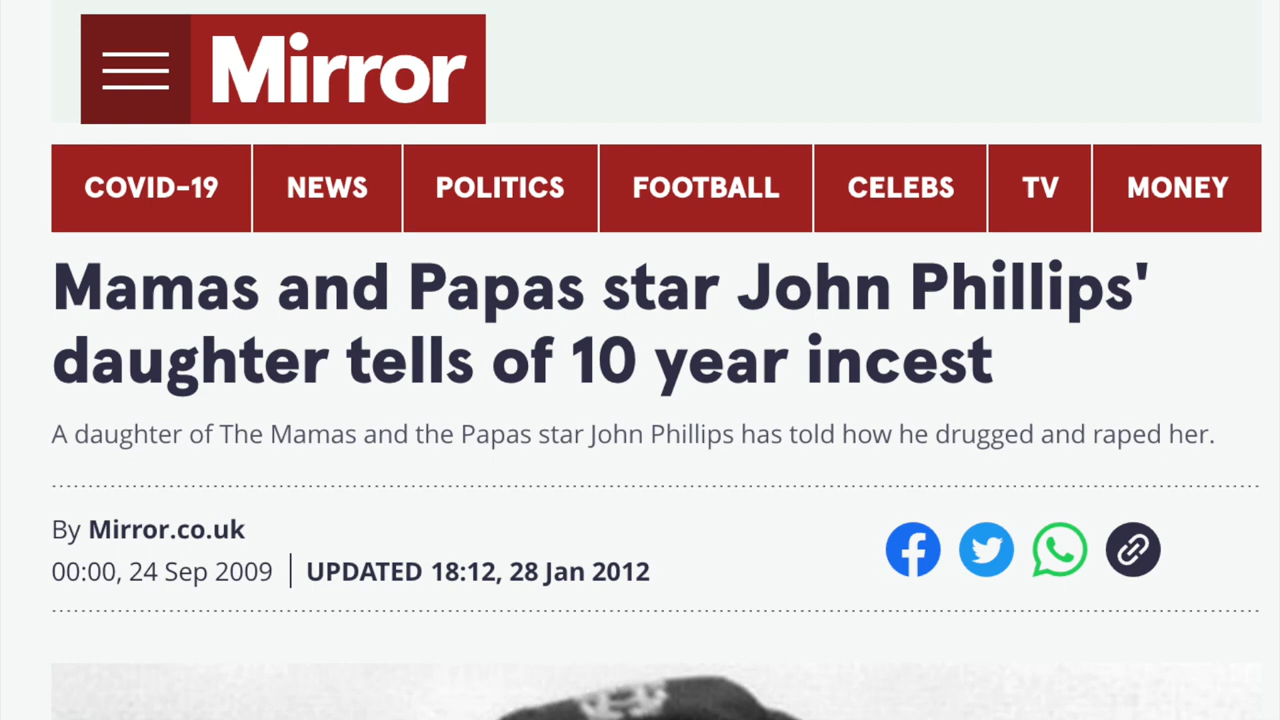 Mirror
COVID-19 NEWS POLITICS FOOTBALL CELEBS TV MONEY
Mamas and Papas star John Phillips'
daughter tells of 10 year incest
A daughter of The Mamas and the Papas star John Phillips has told how he drugged and raped her.
By Mirror.co.uk
00:00, 24 Sep 2009 | UPDATED 18:12, 28 Jan 2012